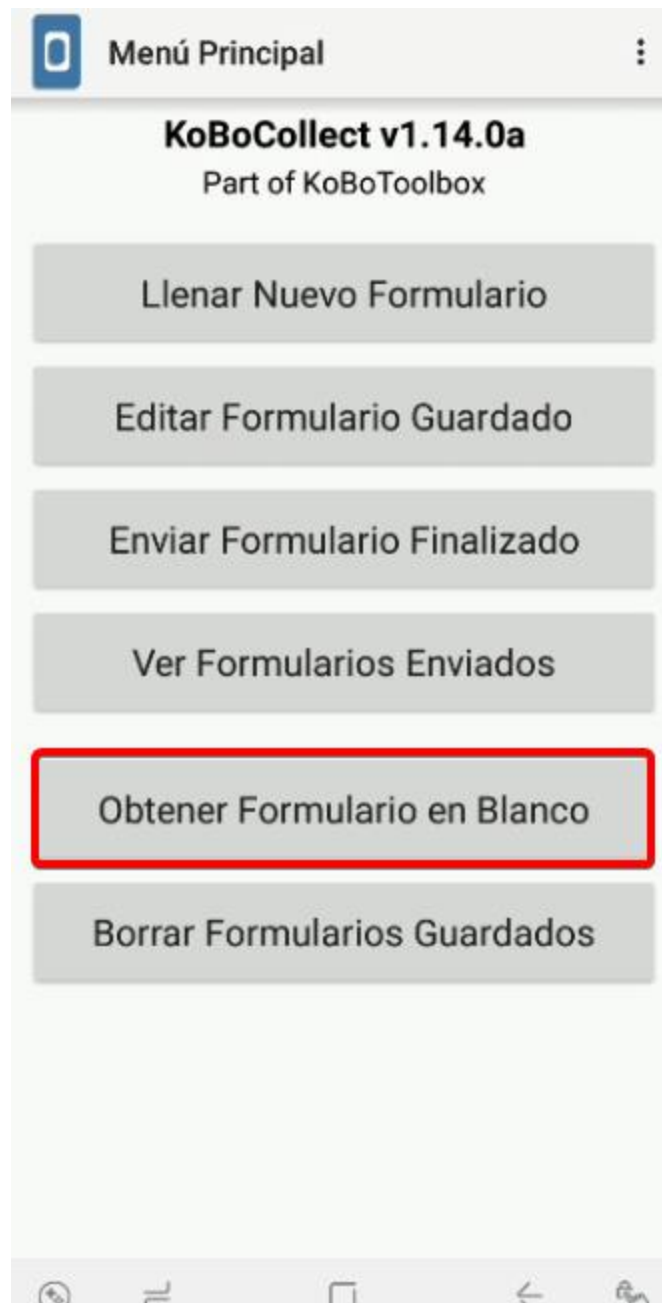 Menú Principal
KoBoCollect v1.14.0a
Part of KoBoToolbox
Llenar Nuevo Formulario
Editar Formulario Guardado
Enviar Formulario Finalizado
Ver Formularios Enviados
Obtener Formulario en Blanco
Borrar Formularios Guardados